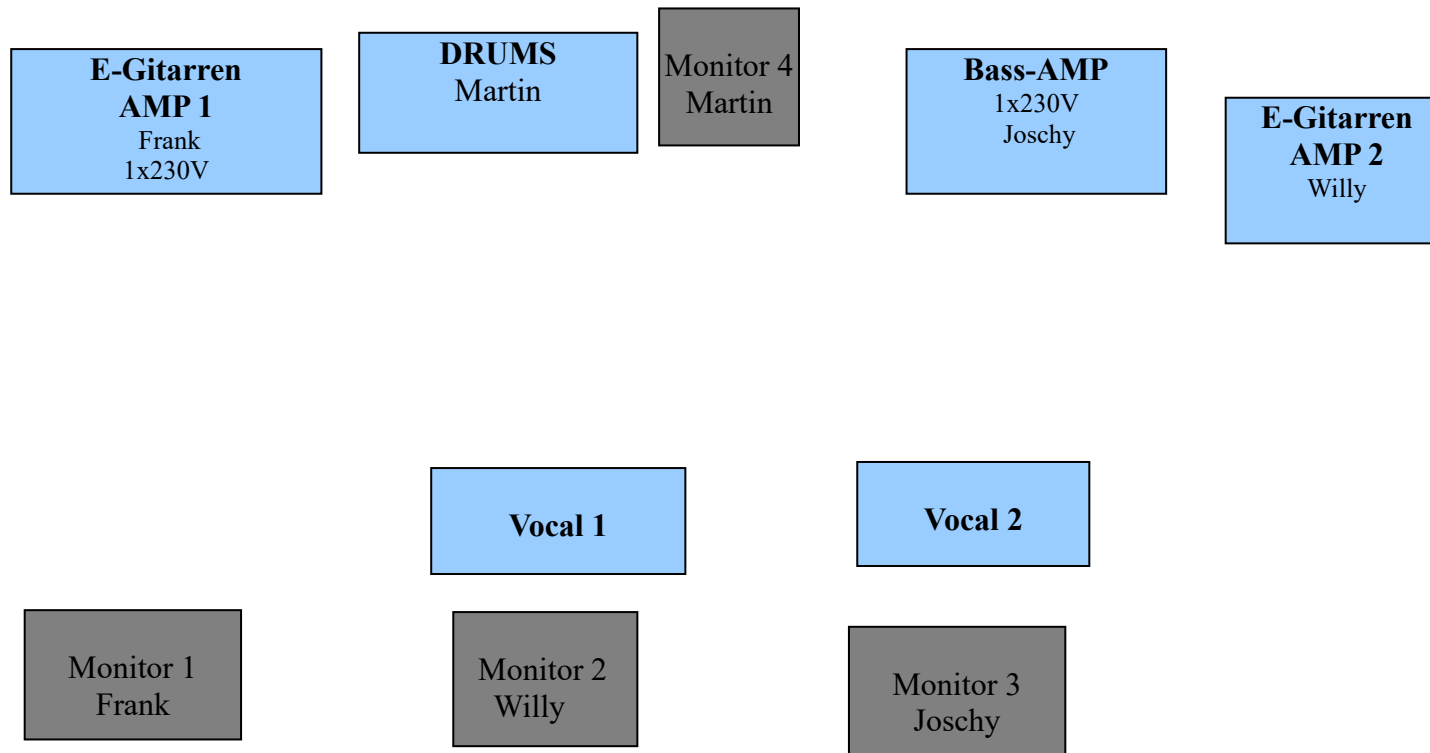 E-Gitarren
AMP 1
Frank
1x230V
DRUMS
Martin
Monitor 4
Martin
Bass-AMP
1x230V
Joschy
E-Gitarren
AMP 2
Willy
Vocal 1
Vocal 2
Monitor 1
Frank
Monitor 2
Willy
Monitor 3
Joschy